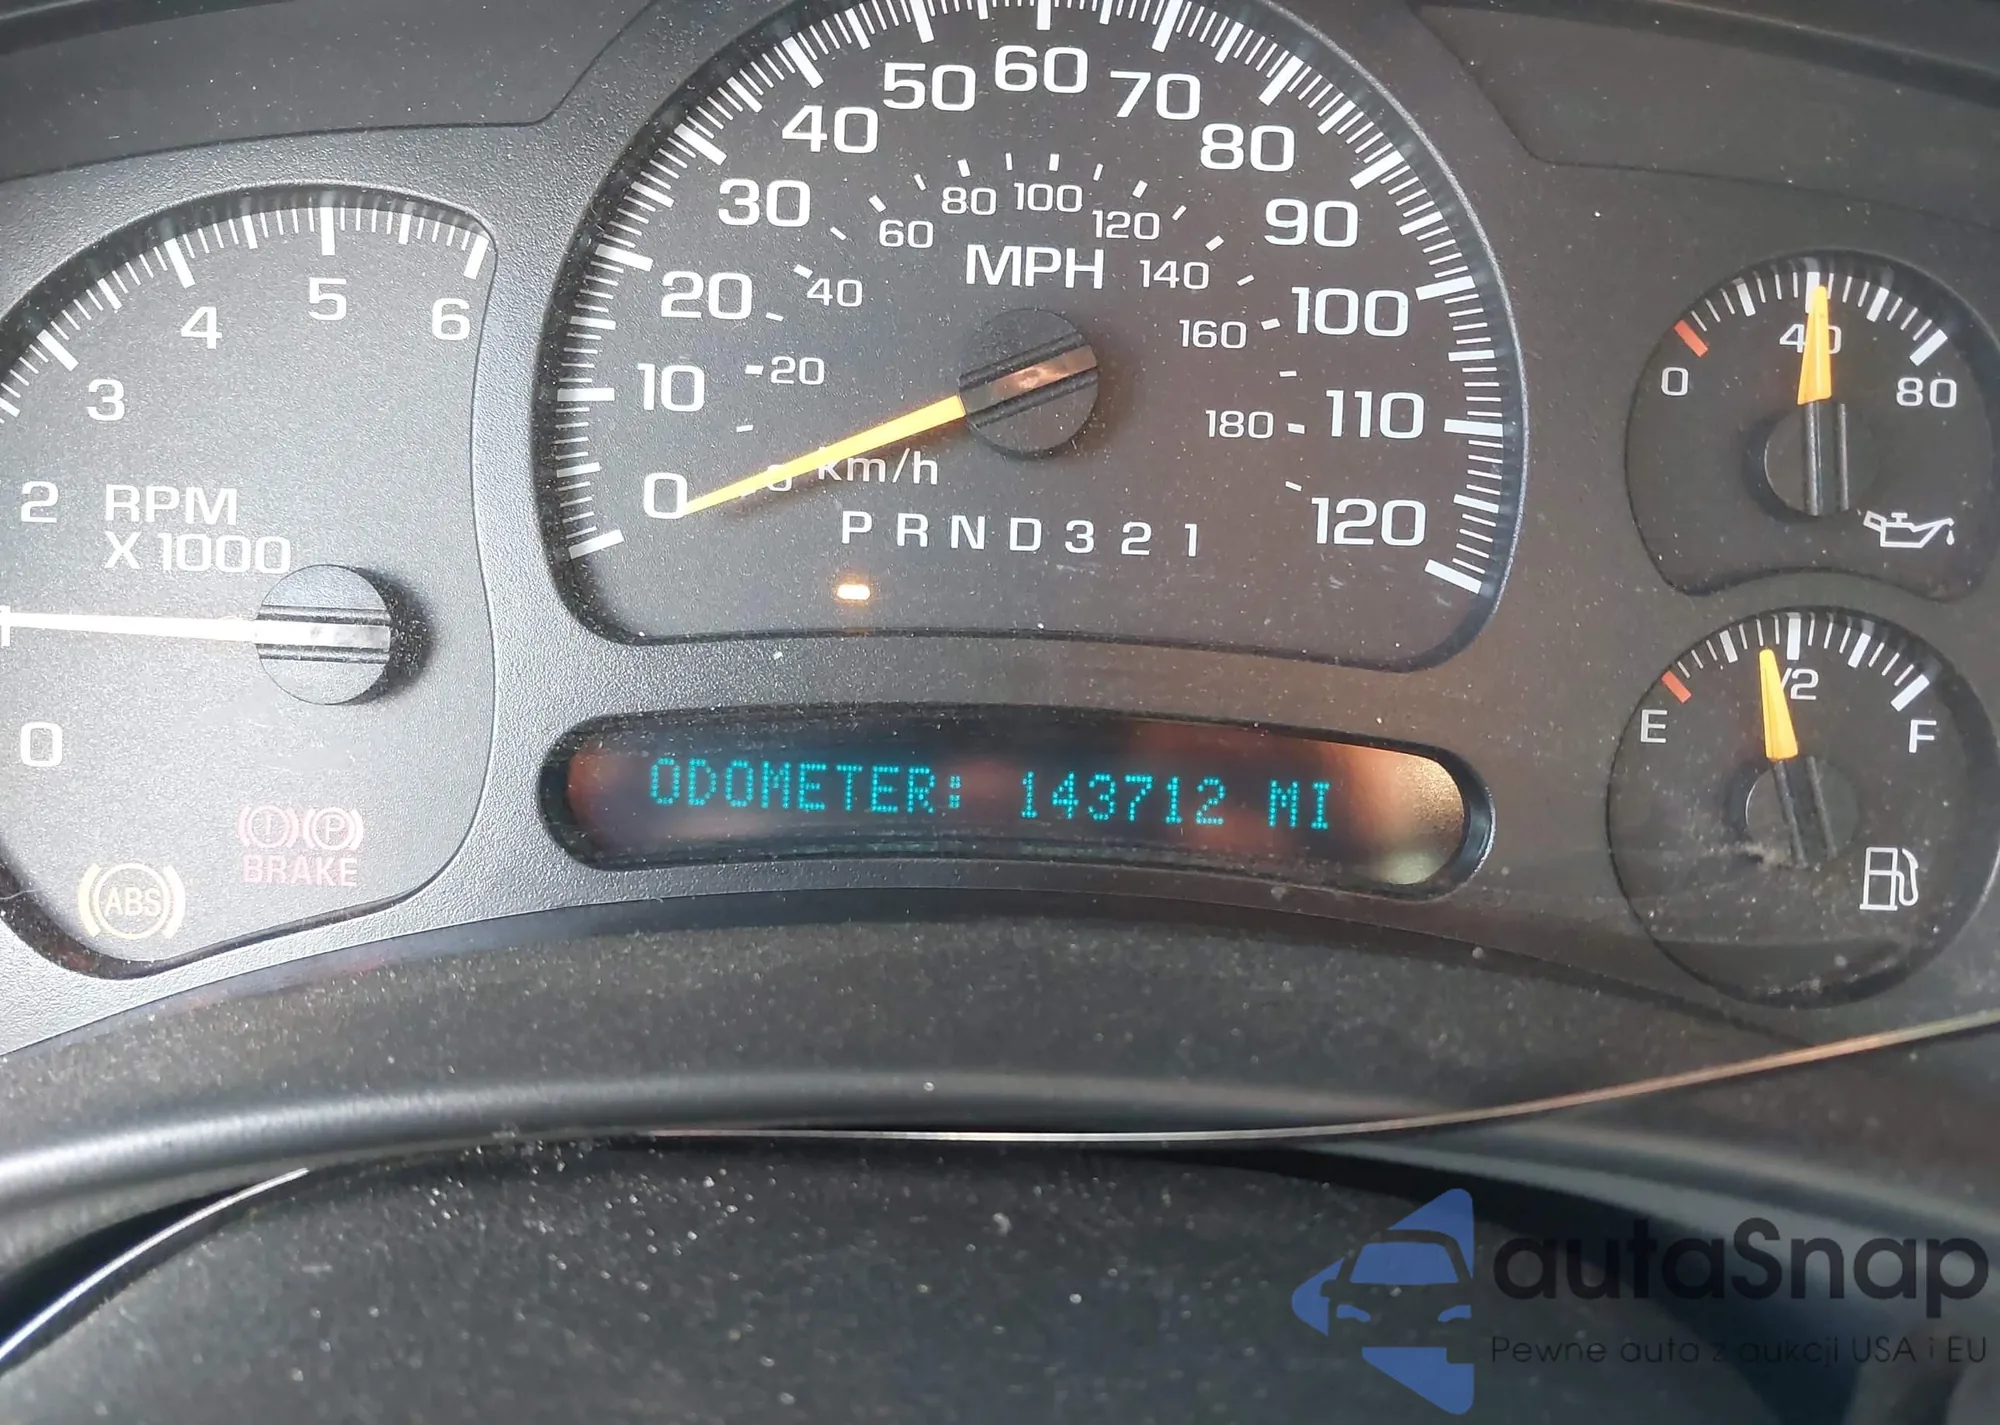 50 60 70
40 80
30 90
20 100
10 110
0 120
60 80 100 120
40 140
20 160
180
MPH
km/h
P R N D 3 2 1
3 4 5 6
2
1
0
RPM
X 1000
0 40 80
E 1/2 F
ODOMETER: 143712 MI
P
BRAKE
ABS
autaSnap
Pewne auta z aukcji USA i EU